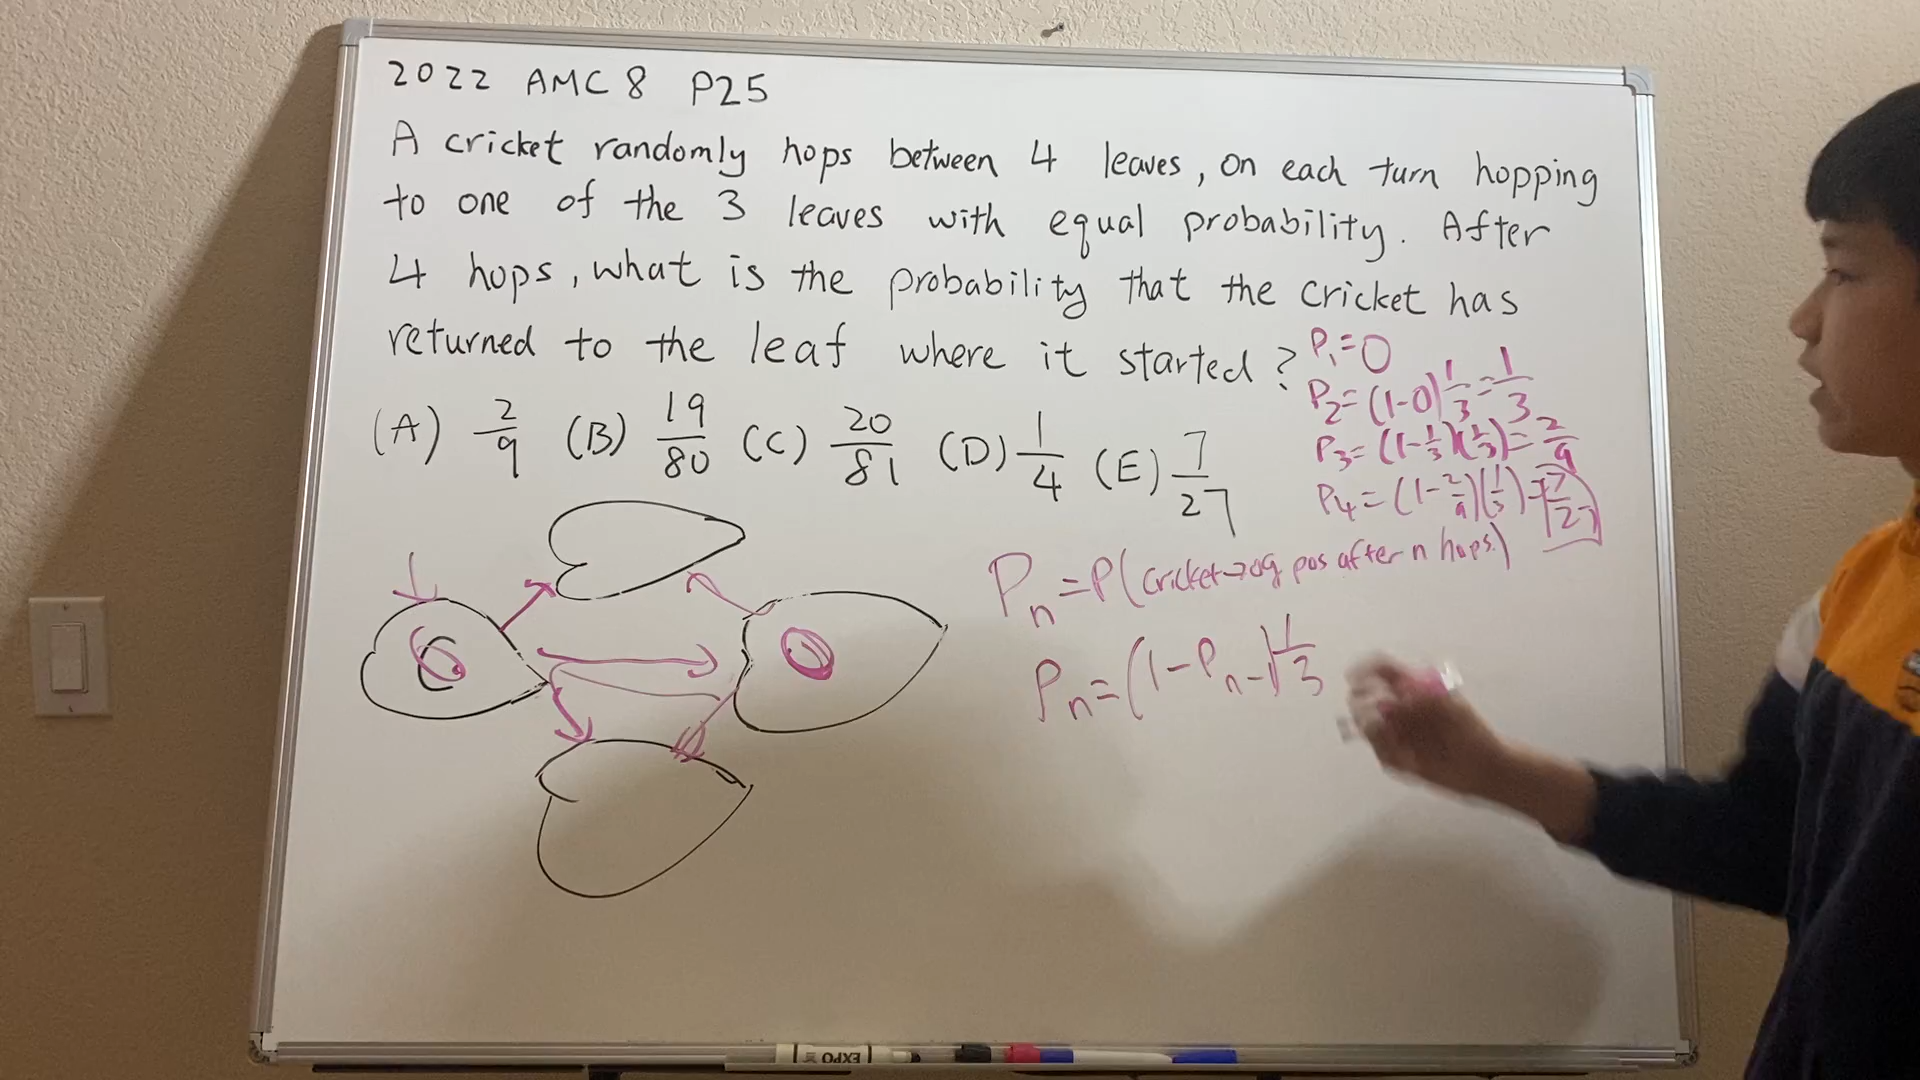 2022 AMC 8 P25
A cricket randomly hops between 4 leaves, on each turn hopping
to one of the 3 leaves with equal probability. After
4 hops, what is the probability that the cricket has
returned to the leaf where it started?
(A) 2/9 (B) 19/80 (C) 20/81 (D) 1/4 (E) 7/27
P₁=0
P₂=(1-0)1/3=1/3
P₃=(1-1/3)(1/3)=2/9
P₄=(1-2/9)(1/3)=7/27
Pₙ=P(cricket→og pos after n hops.)
Pₙ=(1-Pₙ-1)1/3
EXPO